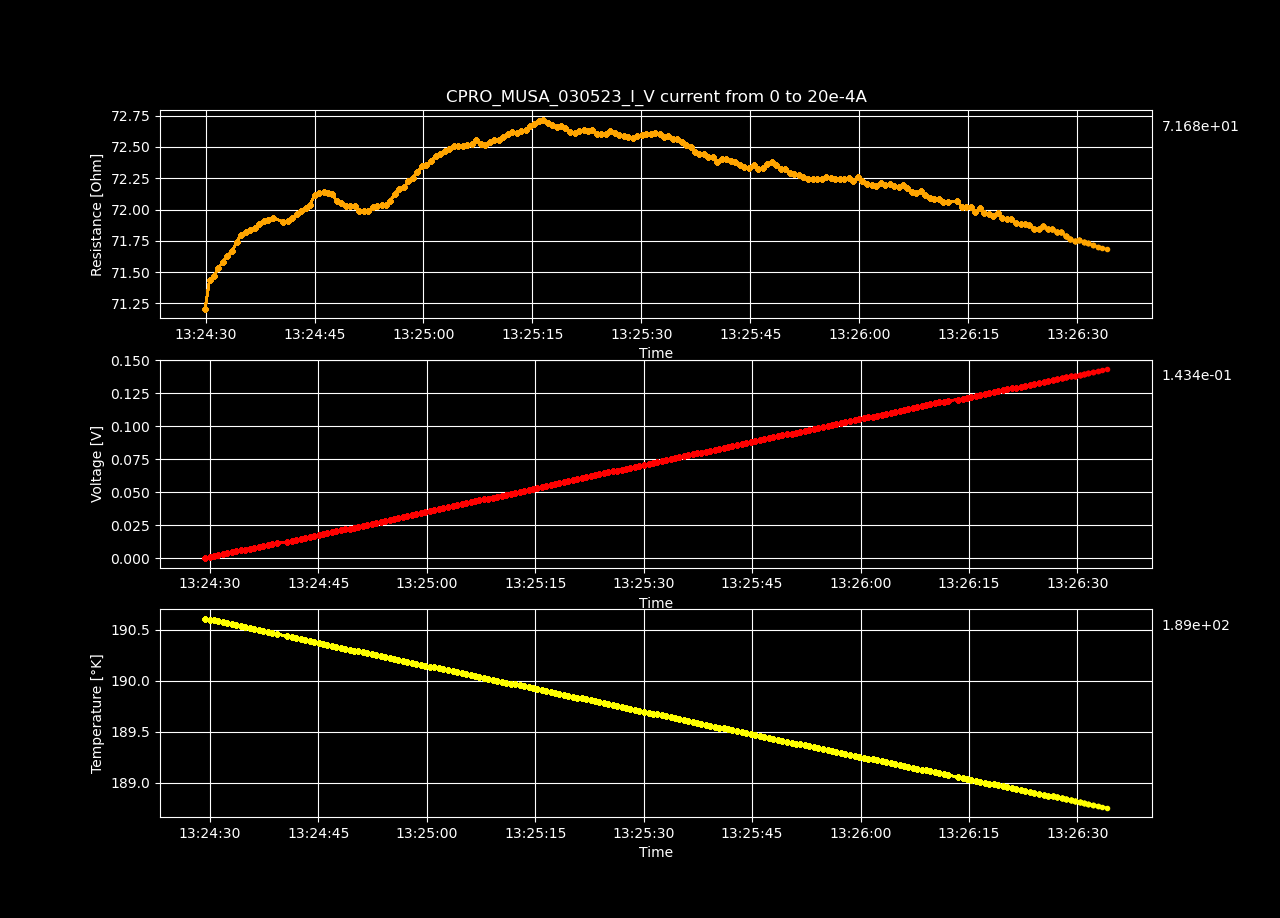 CPRO_MUSA_030523_I_V current from 0 to 20e-4A
72.75
72.50
72.25
72.00
71.75
71.50
71.25
Resistance [Ohm]
7.168e+01
13:24:30 13:24:45 13:25:00 13:25:15 13:25:30 13:25:45 13:26:00 13:26:15 13:26:30
Time
0.150
0.125
0.100
0.075
0.050
0.025
0.000
Voltage [V]
1.434e-01
13:24:30 13:24:45 13:25:00 13:25:15 13:25:30 13:25:45 13:26:00 13:26:15 13:26:30
Time
190.5
190.0
189.5
189.0
Temperature [°K]
1.89e+02
13:24:30 13:24:45 13:25:00 13:25:15 13:25:30 13:25:45 13:26:00 13:26:15 13:26:30
Time